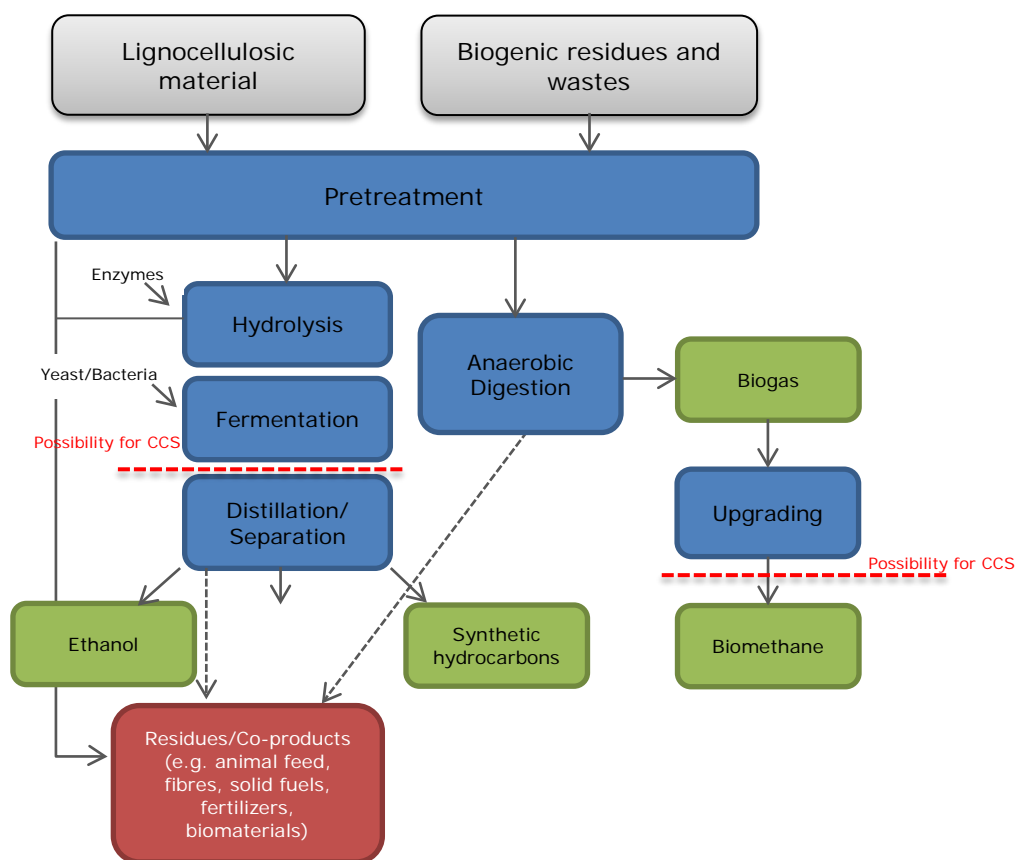 Lignocellulosic
material
Biogenic residues and
wastes
Pretreatment
Enzymes
Hydrolysis
Anaerobic
Digestion
Biogas
Yeast/Bacteria
Fermentation
Possibility for CCS
Distillation/
Separation
Upgrading
Possibility for CCS
Ethanol
Synthetic
hydrocarbons
Biomethane
Residues/Co-products
(e.g. animal feed,
fibres, solid fuels,
fertilizers,
biomaterials)